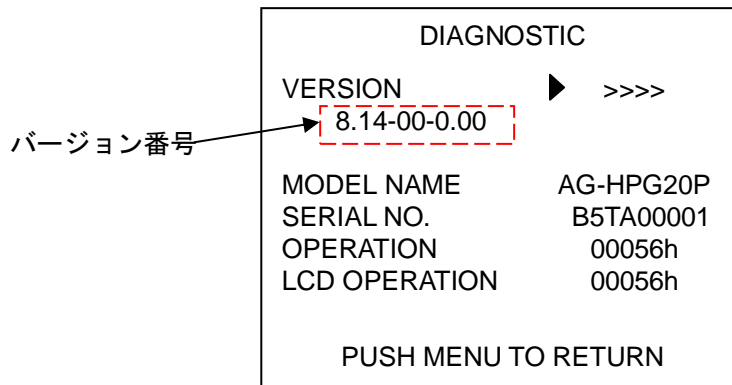 DIAGNOSTIC
VERSION ▶ >>>>
8.14-00-0.00
バージョン番号
MODEL NAME AG-HPG20P
SERIAL NO. B5TA00001
OPERATION 00056h
LCD OPERATION 00056h
PUSH MENU TO RETURN